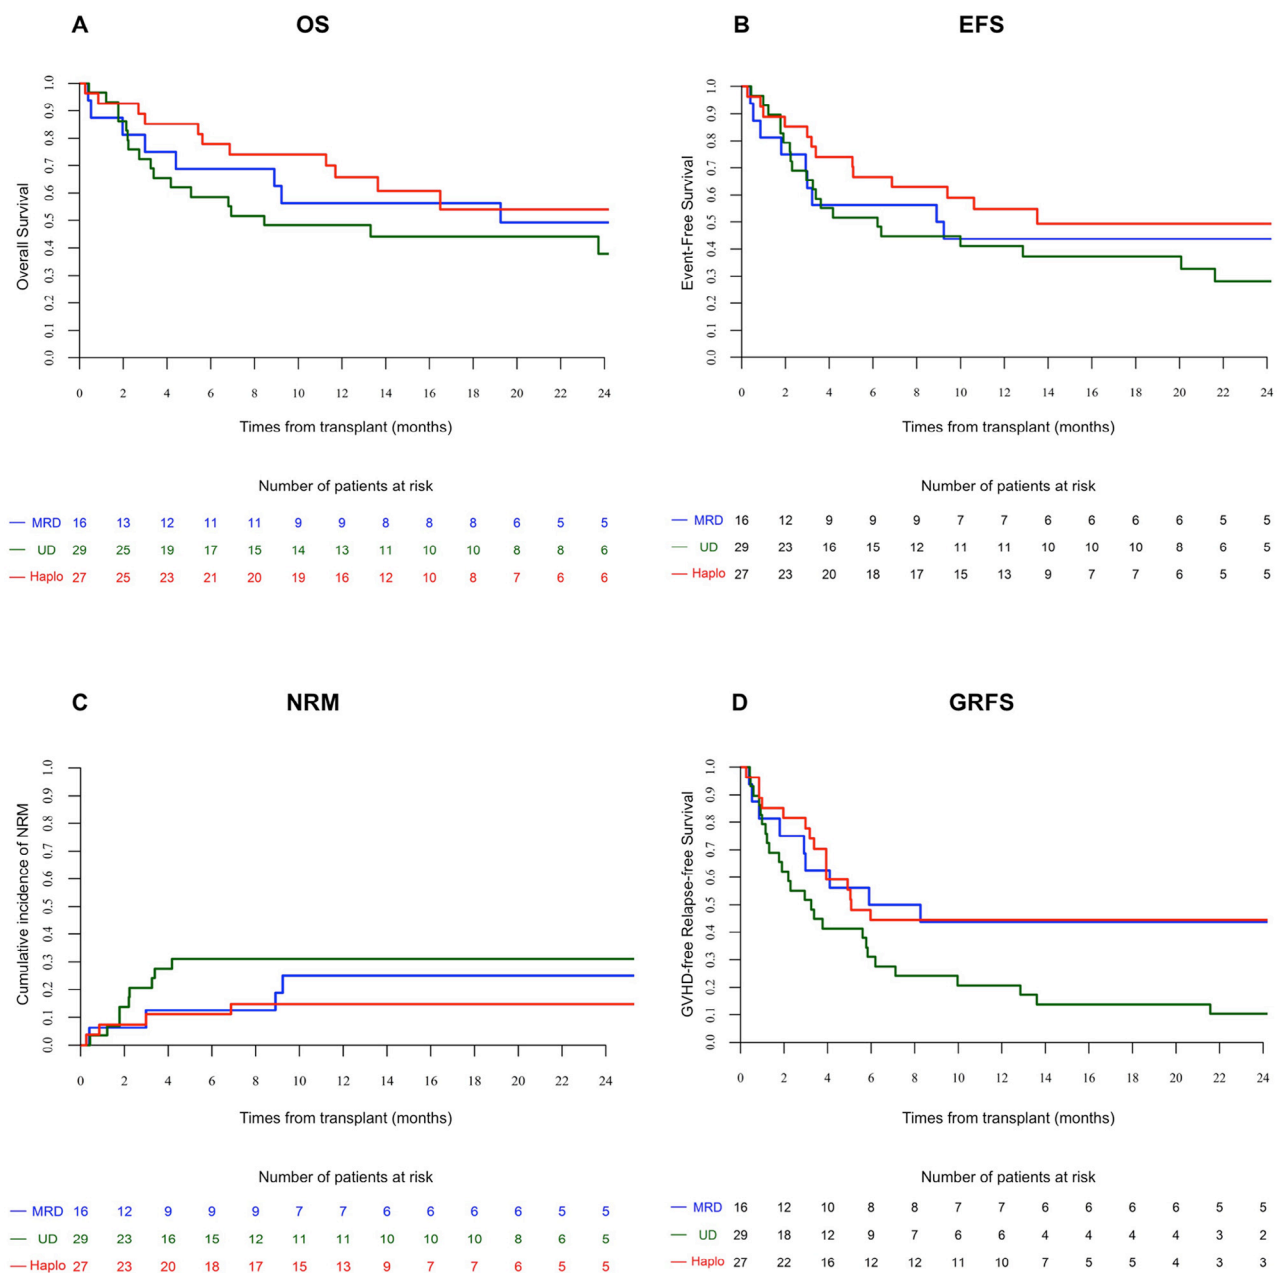 A OS
1.0
0.9
0.8
0.7
0.6
0.5
0.4
0.3
0.2
0.1
0.0
Overall Survival
0 2 4 6 8 10 12 14 16 18 20 22 24
Times from transplant (months)
Number of patients at risk
MRD 16 13 12 11 11 9 9 8 8 8 6 5 5
UD 29 25 19 17 15 14 13 11 10 10 8 8 6
Haplo 27 25 23 21 20 19 16 12 10 8 7 6 6
B EFS
1.0
0.9
0.8
0.7
0.6
0.5
0.4
0.3
0.2
0.1
0.0
Event-Free Survival
0 2 4 6 8 10 12 14 16 18 20 22 24
Times from transplant (months)
Number of patients at risk
MRD 16 12 9 9 9 7 7 6 6 6 6 5 5
UD 29 23 16 15 12 11 11 10 10 10 8 6 5
Haplo 27 23 20 18 17 15 13 9 7 7 6 5 5
C NRM
1.0
0.9
0.8
0.7
0.6
0.5
0.4
0.3
0.2
0.1
0.0
Cumulative incidence of NRM
0 2 4 6 8 10 12 14 16 18 20 22 24
Times from transplant (months)
Number of patients at risk
MRD 16 12 9 9 9 7 7 6 6 6 6 5 5
UD 29 23 16 15 12 11 11 10 10 10 8 6 5
Haplo 27 23 20 18 17 15 13 9 7 7 6 5 5
D GRFS
1.0
0.9
0.8
0.7
0.6
0.5
0.4
0.3
0.2
0.1
0.0
GVHD-free Relapse-free Survival
0 2 4 6 8 10 12 14 16 18 20 22 24
Times from transplant (months)
Number of patients at risk
MRD 16 12 10 8 8 7 7 6 6 6 6 5 5
UD 29 18 12 9 7 6 6 4 4 4 4 3 2
Haplo 27 22 16 12 12 11 10 7 5 5 4 3 3